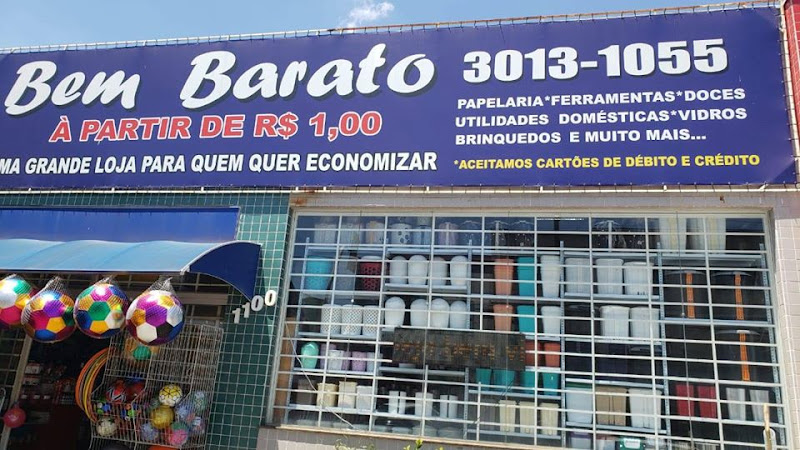 Bem Barato 3013-1055
À PARTIR DE R$ 1,00
MA GRANDE LOJA PARA QUEM QUER ECONOMIZAR
PAPELARIA*FERRAMENTAS*DOCES
UTILIDADES DOMÉSTICAS*VIDROS
BRINQUEDOS E MUITO MAIS...
*ACEITAMOS CARTÕES DE DÉBITO E CRÉDITO
1100